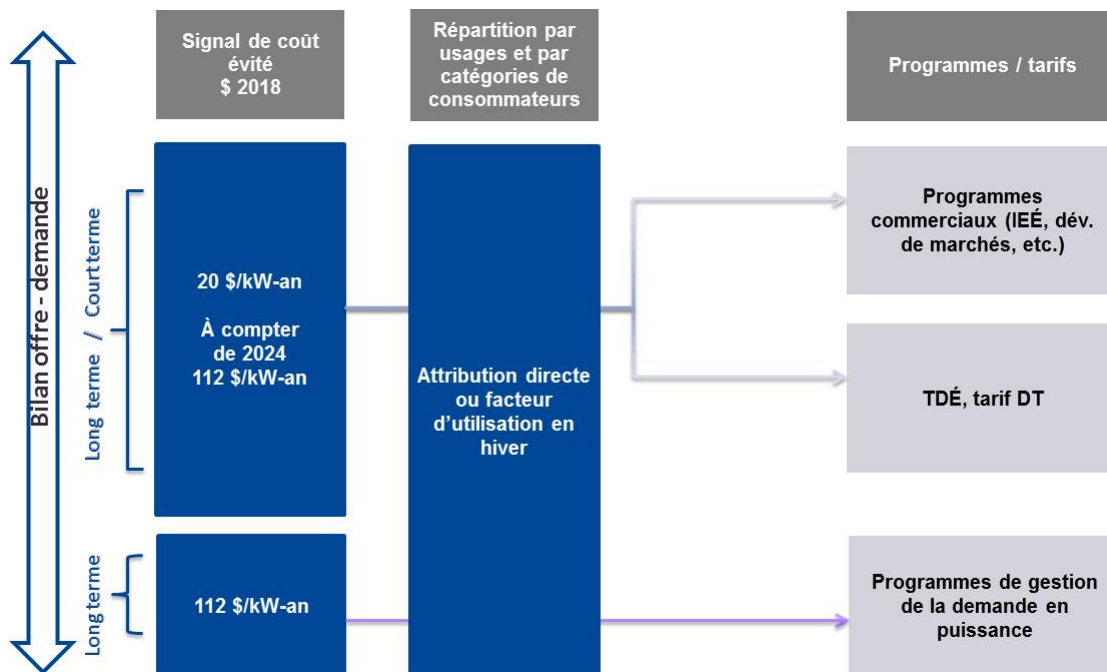 Signal de coût
évité
$ 2018
Répartition par
usages et par
catégories de
consommateurs
Programmes / tarifs
Bilan offre - demande
Long terme / Court terme
20 $/kW-an
À compter
de 2024
112 $/kW-an
Attribution directe
ou facteur
d'utilisation en
hiver
Programmes
commerciaux (IEÉ, dév.
de marchés, etc.)
TDÉ, tarif DT
Long terme
112 $/kW-an
Programmes de gestion
de la demande en
puissance